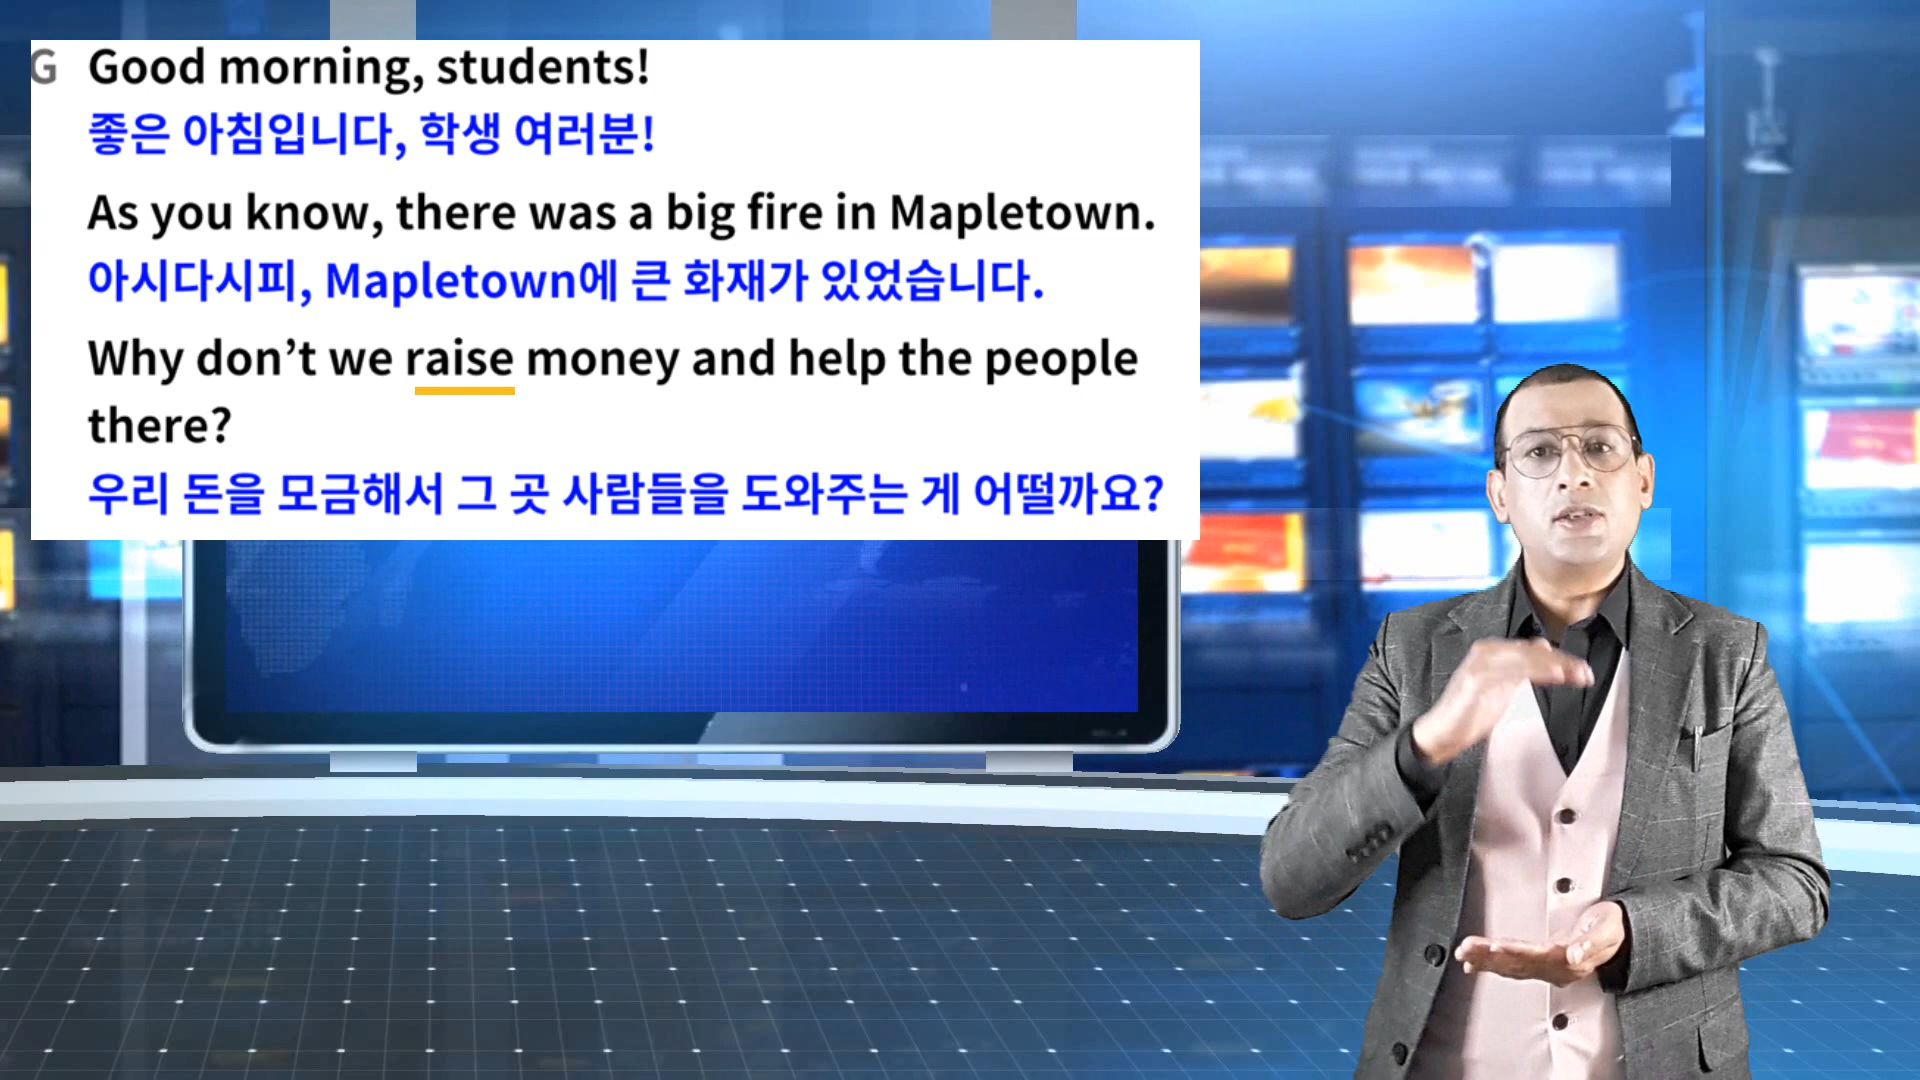 G Good morning, students!
좋은 아침입니다, 학생 여러분!
As you know, there was a big fire in Mapletown.
아시다시피, Mapletown에 큰 화재가 있었습니다.
Why don’t we raise money and help the people
there?
우리 돈을 모금해서 그 곳 사람들을 도와주는 게 어떨까요?